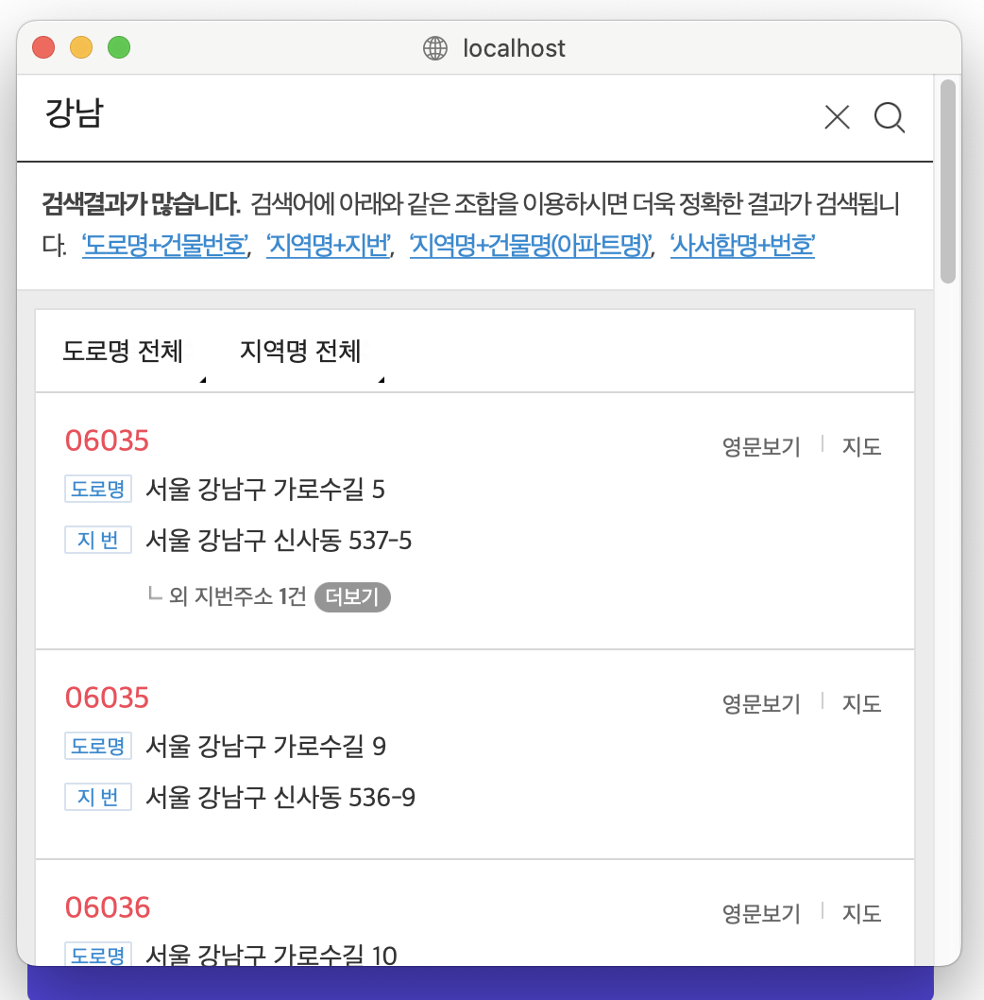 localhost
강남
검색결과가 많습니다. 검색어에 아래와 같은 조합을 이용하시면 더욱 정확한 결과가 검색됩니
다. ‘도로명+건물번호’, ‘지역명+지번’, ‘지역명+건물명(아파트명)’, ‘사서함명+번호’
도로명 전체 지역명 전체
06035 영문보기 지도
도로명 서울 강남구 가로수길 5
지번 서울 강남구 신사동 537-5
외 지번주소 1건 더보기
06035 영문보기 지도
도로명 서울 강남구 가로수길 9
지번 서울 강남구 신사동 536-9
06036 영문보기 지도
도로명 서울 강남구 가로수길 10